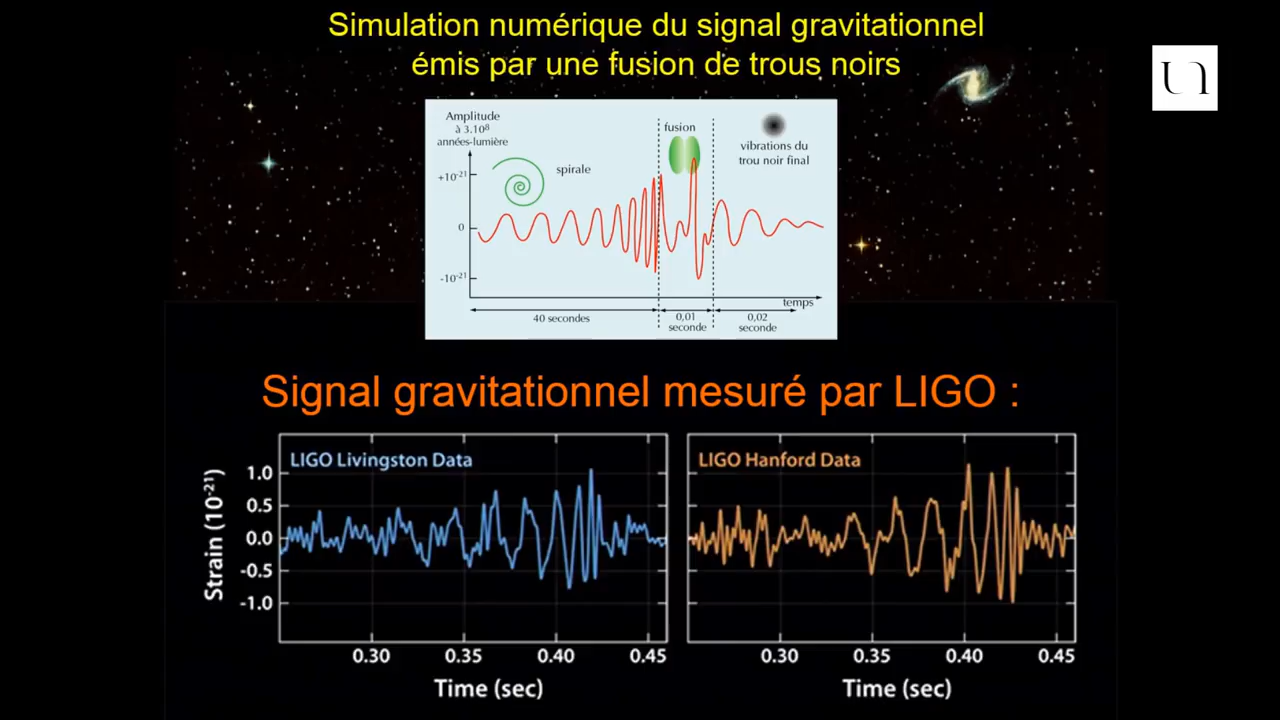 Simulation numérique du signal gravitationnel
émis par une fusion de trous noirs
Amplitude
à 3.10⁸
années-lumière
+10⁻²¹
0
-10⁻²¹
spirale
fusion
vibrations du
trou noir final
temps
40 secondes
0,01
seconde
0,02
seconde
Signal gravitationnel mesuré par LIGO :
LIGO Livingston Data
Strain (10⁻²¹)
1.0
0.5
0.0
-0.5
-1.0
0.30 0.35 0.40 0.45
Time (sec)
LIGO Hanford Data
0.30 0.35 0.40 0.45
Time (sec)